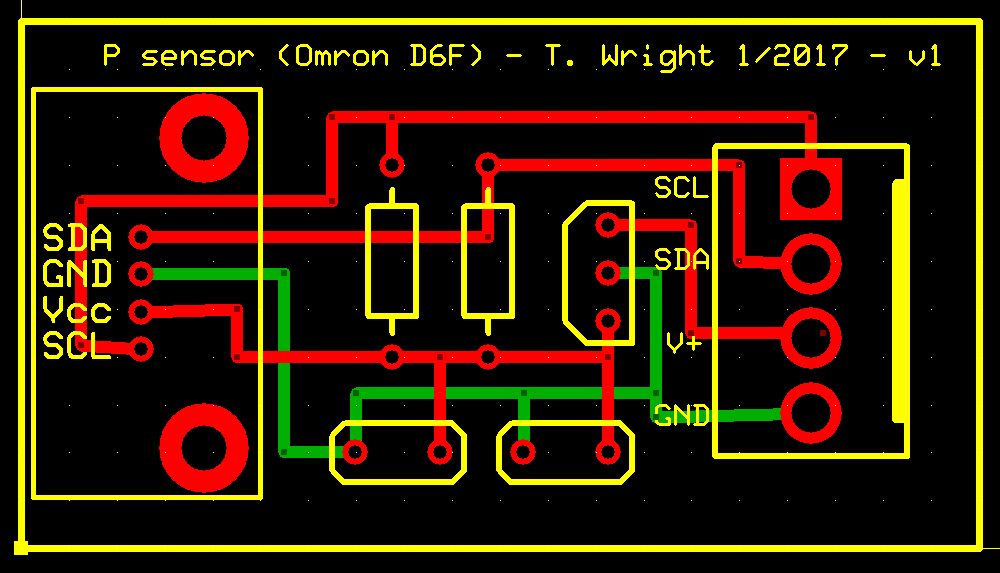 P sensor (Omron D6F) - T. Wright 1/2017 - v1
SDA
GND
Vcc
SCL
SCL
SDA
V+
GND